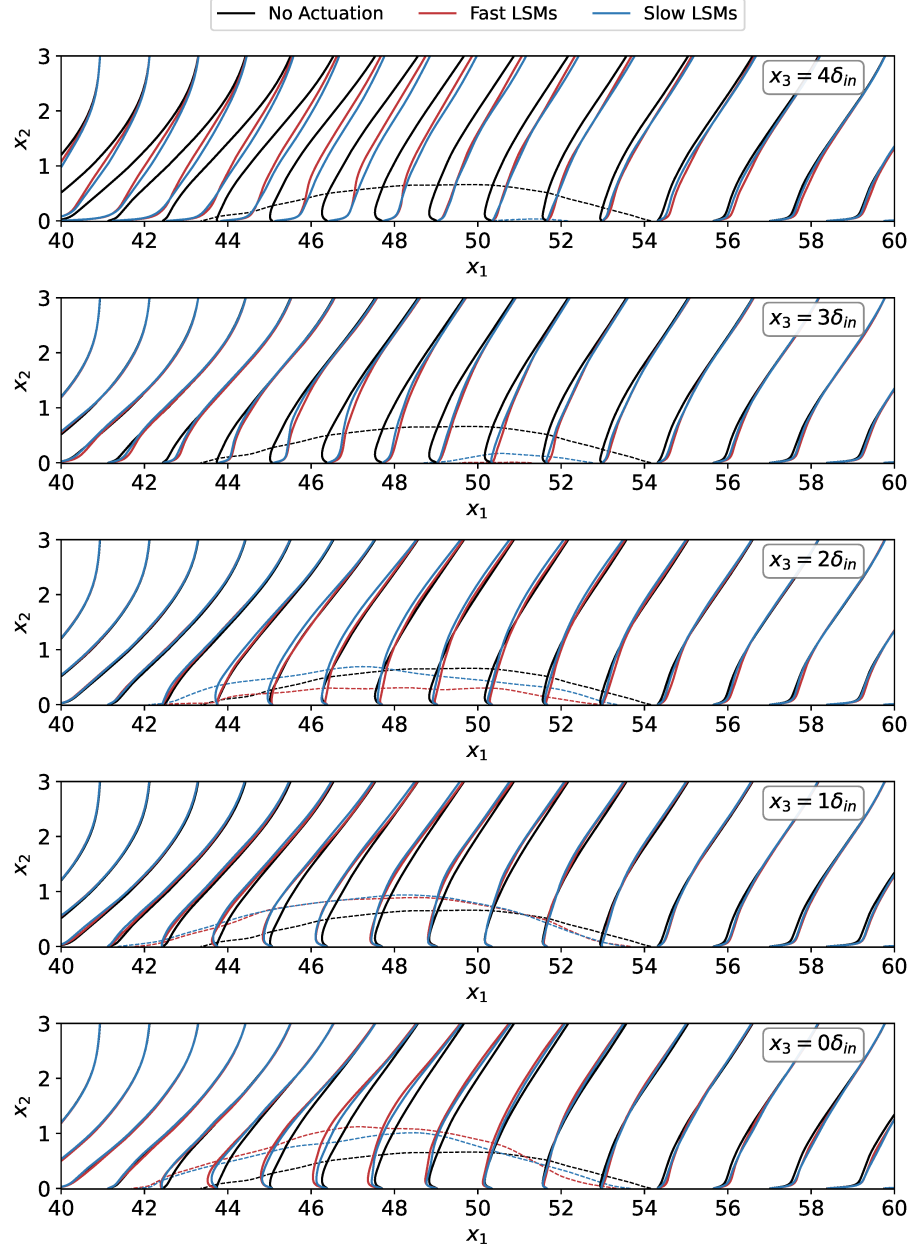 No Actuation Fast LSMs Slow LSMs
x₃ = 4δᵢₙ
3
2
1
0
x₂
40 42 44 46 48 50 52 54 56 58 60
x₁
x₃ = 3δᵢₙ
3
2
1
0
x₂
40 42 44 46 48 50 52 54 56 58 60
x₁
x₃ = 2δᵢₙ
3
2
1
0
x₂
40 42 44 46 48 50 52 54 56 58 60
x₁
x₃ = 1δᵢₙ
3
2
1
0
x₂
40 42 44 46 48 50 52 54 56 58 60
x₁
x₃ = 0δᵢₙ
3
2
1
0
x₂
40 42 44 46 48 50 52 54 56 58 60
x₁